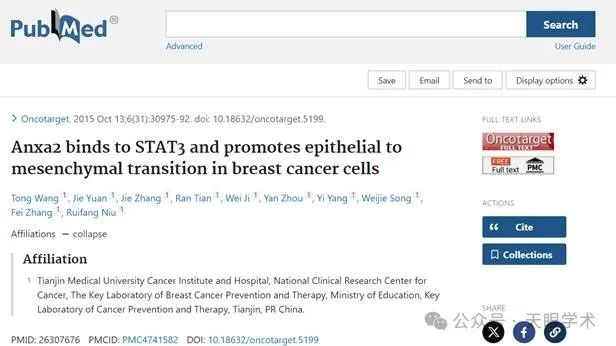 PubMed®
Search
Advanced
User Guide
Save
Email
Send to
Display options
Oncotarget. 2015 Oct 13;6(31):30975-92. doi: 10.18632/oncotarget.5199.
Anxa2 binds to STAT3 and promotes epithelial to
mesenchymal transition in breast cancer cells
Tong Wang 1, Jie Yuan 1, Jie Zhang 1, Ran Tian 1, Wei Ji 1, Yan Zhou 1, Yi Yang 1, Weijie Song 1,
Fei Zhang 1, Ruifang Niu 1
Affiliations – collapse
Affiliation
1 Tianjin Medical University Cancer Institute and Hospital, National Clinical Research Center for
Cancer, The Key Laboratory of Breast Cancer Prevention and Therapy, Ministry of Education, Key
Laboratory of Cancer Prevention and Therapy, Tianjin, PR China.
PMID: 26307676 PMCID: PMC4741582 DOI: 10.18632/oncotarget.5199
FULL TEXT LINKS
Oncotarget
FULL TEXT
FREE
Full text
PMC
ACTIONS
Cite
Collections
SHARE
X
f
公众号 · 天明学术